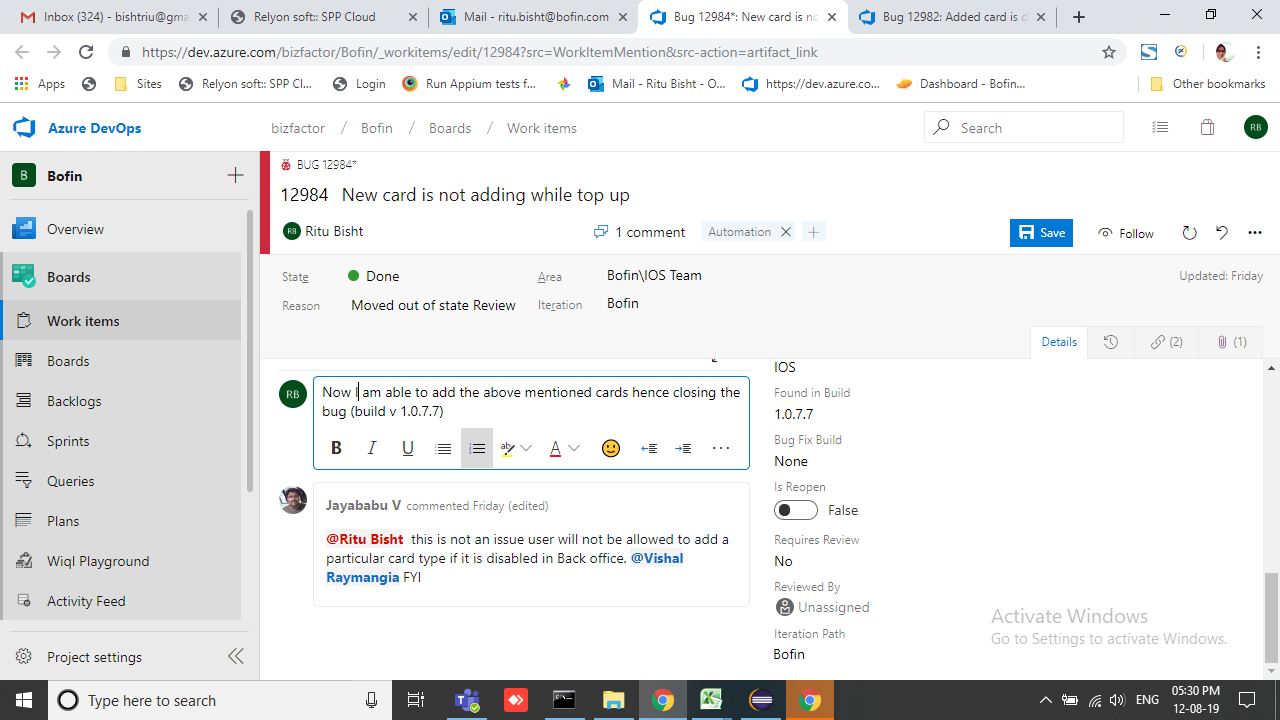 Inbox (324) - bishtriu@gma
Relyon soft:: SPP Cloud
Mail - ritu.bisht@bofin.com
Bug 12984*: New card is no
Bug 12982: Added card is d
https://dev.azure.com/bizfactor/Bofin/_workitems/edit/12984?src=WorkItemMention&src-action=artifact_link
Apps
Sites
Relyon soft:: SPP Cl...
Login
Run Appium tests f...
Mail - Ritu Bisht - O...
https://dev.azure.co...
Dashboard - Bofin...
Other bookmarks
Azure DevOps
bizfactor / Bofin / Boards / Work items
Search
RB
B Bofin
Overview
Boards
Work items
Boards
Backlogs
Sprints
Queries
Plans
Wiql Playground
Activity Feed
Project settings
BUG 12984*
12984 New card is not adding while top up
RB Ritu Bisht
1 comment
Automation
Save
Follow
State Done
Area Bofin\IOS Team
Updated: Friday
Reason Moved out of state Review
Iteration Bofin
Details
(2)
(1)
RB
Now I am able to add the above mentioned cards hence closing the
bug (build v 1.0.7.7)
B I U
ab
A
Jayababu V commented Friday (edited)
@Ritu Bisht this is not an issue user will not be allowed to add a
particular card type if it is disabled in Back office. @Vishal
Raymangia FYI
IOS
Found in Build
1.0.7.7
Bug Fix Build
None
Is Reopen
False
Requires Review
No
Reviewed By
Unassigned
Iteration Path
Bofin
Activate Windows
Go to Settings to activate Windows.
Type here to search
ENG
05:30 PM
12-08-19